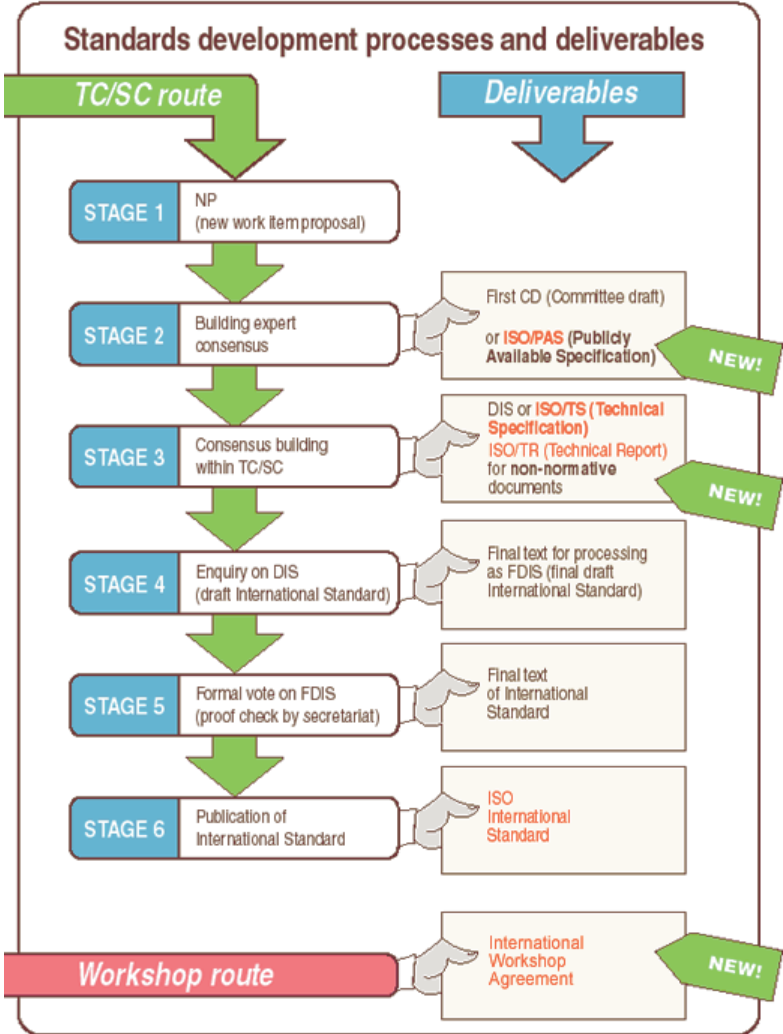 Standards development processes and deliverables
TC/SC route
Deliverables
STAGE 1
NP
(new work item proposal)
STAGE 2
Building expert
consensus
First CD (Committee draft)
or ISO/PAS (Publicly
Available Specification)
NEW!
STAGE 3
Consensus building
within TC/SC
DIS or ISO/TS (Technical
Specification)
ISO/TR (Technical Report)
for non-normative
documents
NEW!
STAGE 4
Enquiry on DIS
(draft International Standard)
Final text for processing
as FDIS (final draft
International Standard)
STAGE 5
Formal vote on FDIS
(proof check by secretariat)
Final text
of International
Standard
STAGE 6
Publication of
International Standard
ISO
International
Standard
Workshop route
International
Workshop
Agreement
NEW!